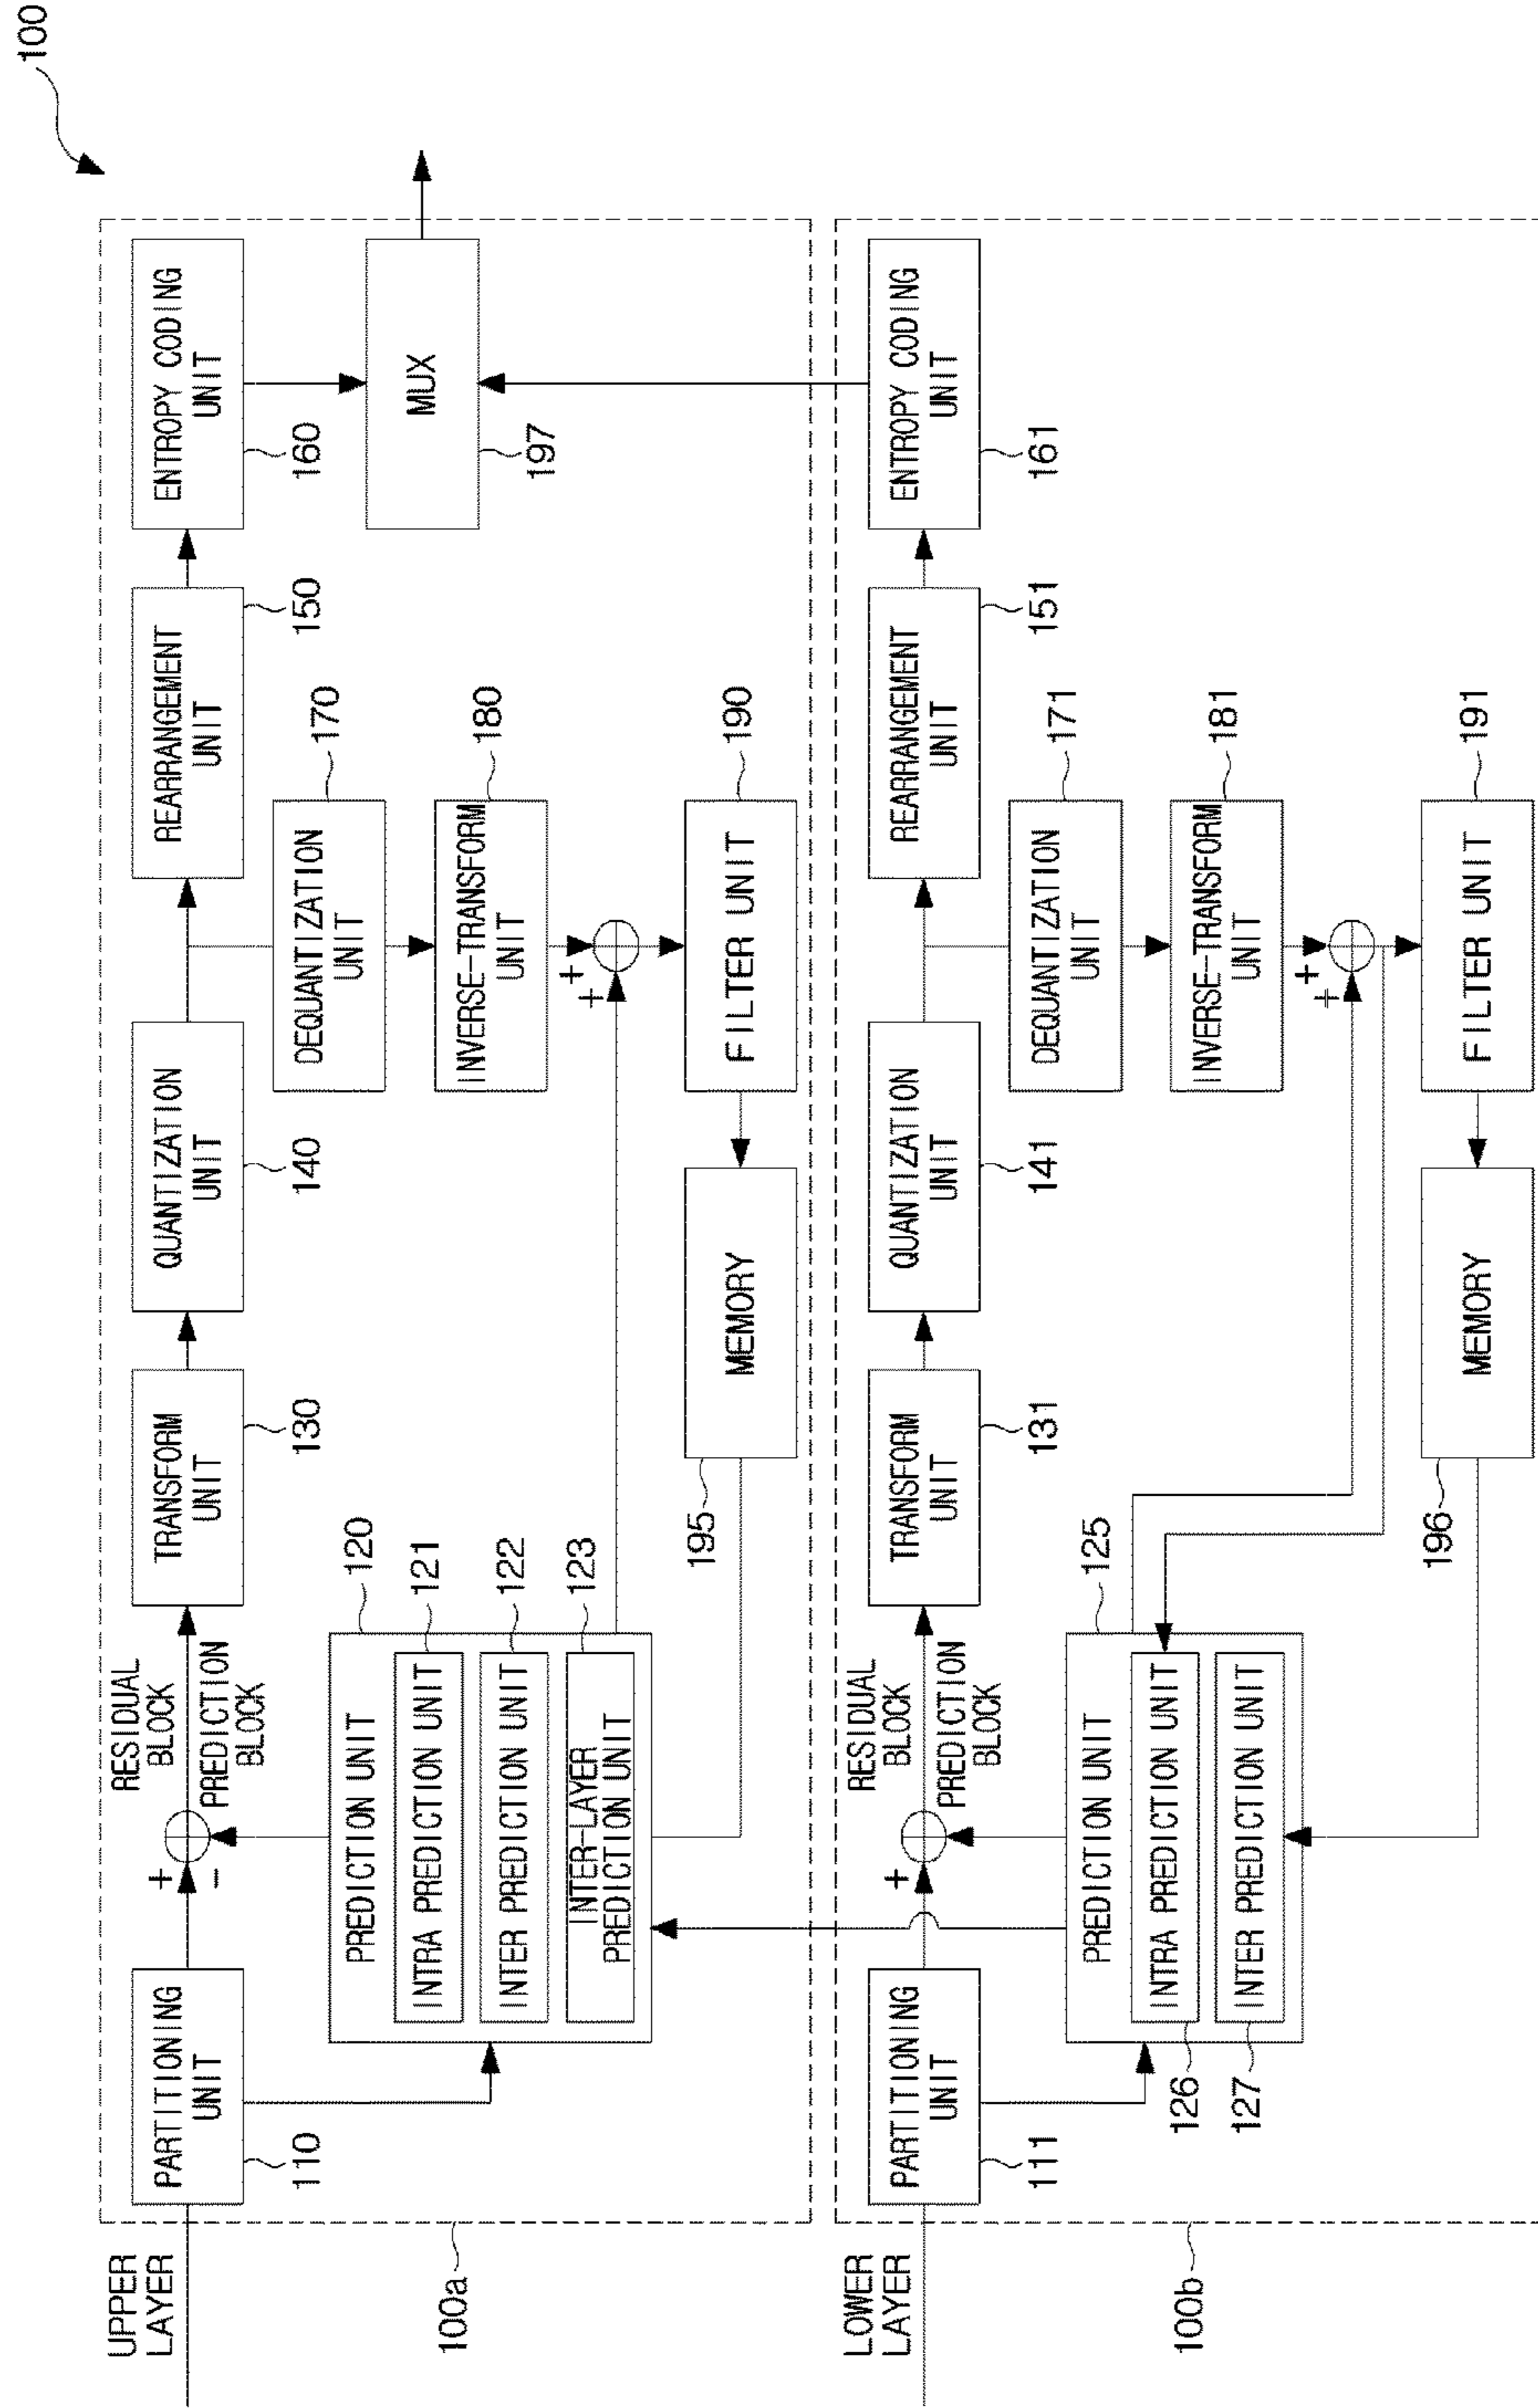 100
UPPER
LAYER
100a
PARTITIONING
UNIT
110
+
-
RESIDUAL
BLOCK
PREDICTION
BLOCK
TRANSFORM
UNIT
130
QUANTIZATION
UNIT
140
REARRANGEMENT
UNIT
150
ENTROPY CODING
UNIT
160
MUX
197
PREDICTION UNIT
120
INTRA PREDICTION UNIT
121
INTER PREDICTION UNIT
122
INTER-LAYER
PREDICTION UNIT
123
DEQUANTIZATION
UNIT
170
INVERSE-TRANSFORM
UNIT
180
+
+
FILTER UNIT
190
MEMORY
195
LOWER
LAYER
100b
PARTITIONING
UNIT
111
+
RESIDUAL
BLOCK
PREDICTION
BLOCK
TRANSFORM
UNIT
131
QUANTIZATION
UNIT
141
REARRANGEMENT
UNIT
151
ENTROPY CODING
UNIT
161
PREDICTION UNIT
125
INTRA PREDICTION UNIT
126
INTER PREDICTION UNIT
127
DEQUANTIZATION
UNIT
171
INVERSE-TRANSFORM
UNIT
181
+
+
FILTER UNIT
191
MEMORY
196